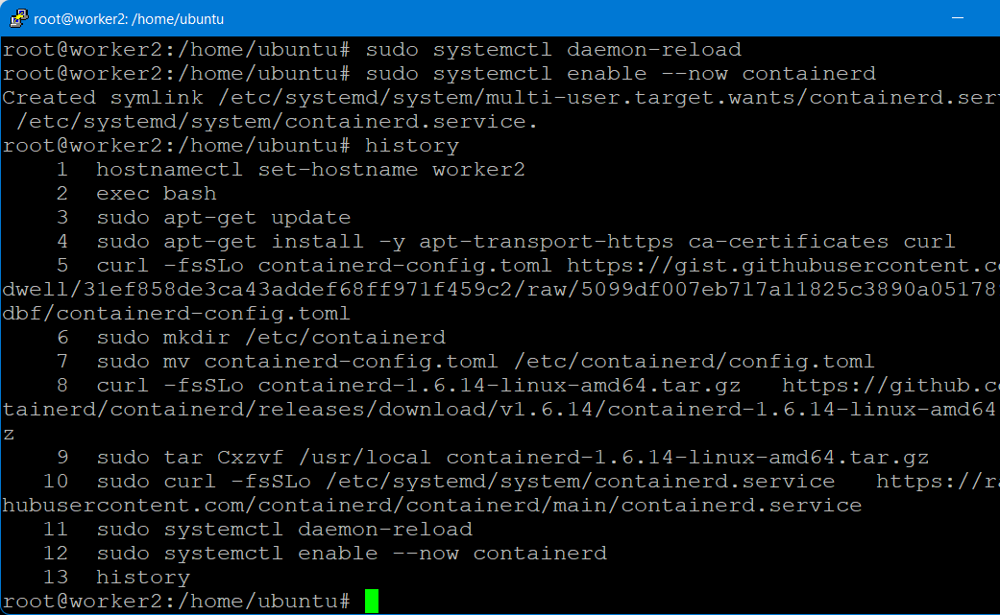 root@worker2: /home/ubuntu
root@worker2:/home/ubuntu# sudo systemctl daemon-reload
root@worker2:/home/ubuntu# sudo systemctl enable --now containerd
Created symlink /etc/systemd/system/multi-user.target.wants/containerd.ser
/etc/systemd/system/containerd.service.
root@worker2:/home/ubuntu# history
1 hostnamectl set-hostname worker2
2 exec bash
3 sudo apt-get update
4 sudo apt-get install -y apt-transport-https ca-certificates curl
5 curl -fsSLo containerd-config.toml https://gist.githubusercontent.co
dwell/31ef858de3ca43addef68ff971f459c2/raw/5099df007eb717a11825c3890a05178
dbf/containerd-config.toml
6 sudo mkdir /etc/containerd
7 sudo mv containerd-config.toml /etc/containerd/config.toml
8 curl -fsSLo containerd-1.6.14-linux-amd64.tar.gz https://github.co
tainerd/containerd/releases/download/v1.6.14/containerd-1.6.14-linux-amd64
z
9 sudo tar Cxzvf /usr/local containerd-1.6.14-linux-amd64.tar.gz
10 sudo curl -fsSLo /etc/systemd/system/containerd.service https://ra
hubusercontent.com/containerd/containerd/main/containerd.service
11 sudo systemctl daemon-reload
12 sudo systemctl enable --now containerd
13 history
root@worker2:/home/ubuntu#